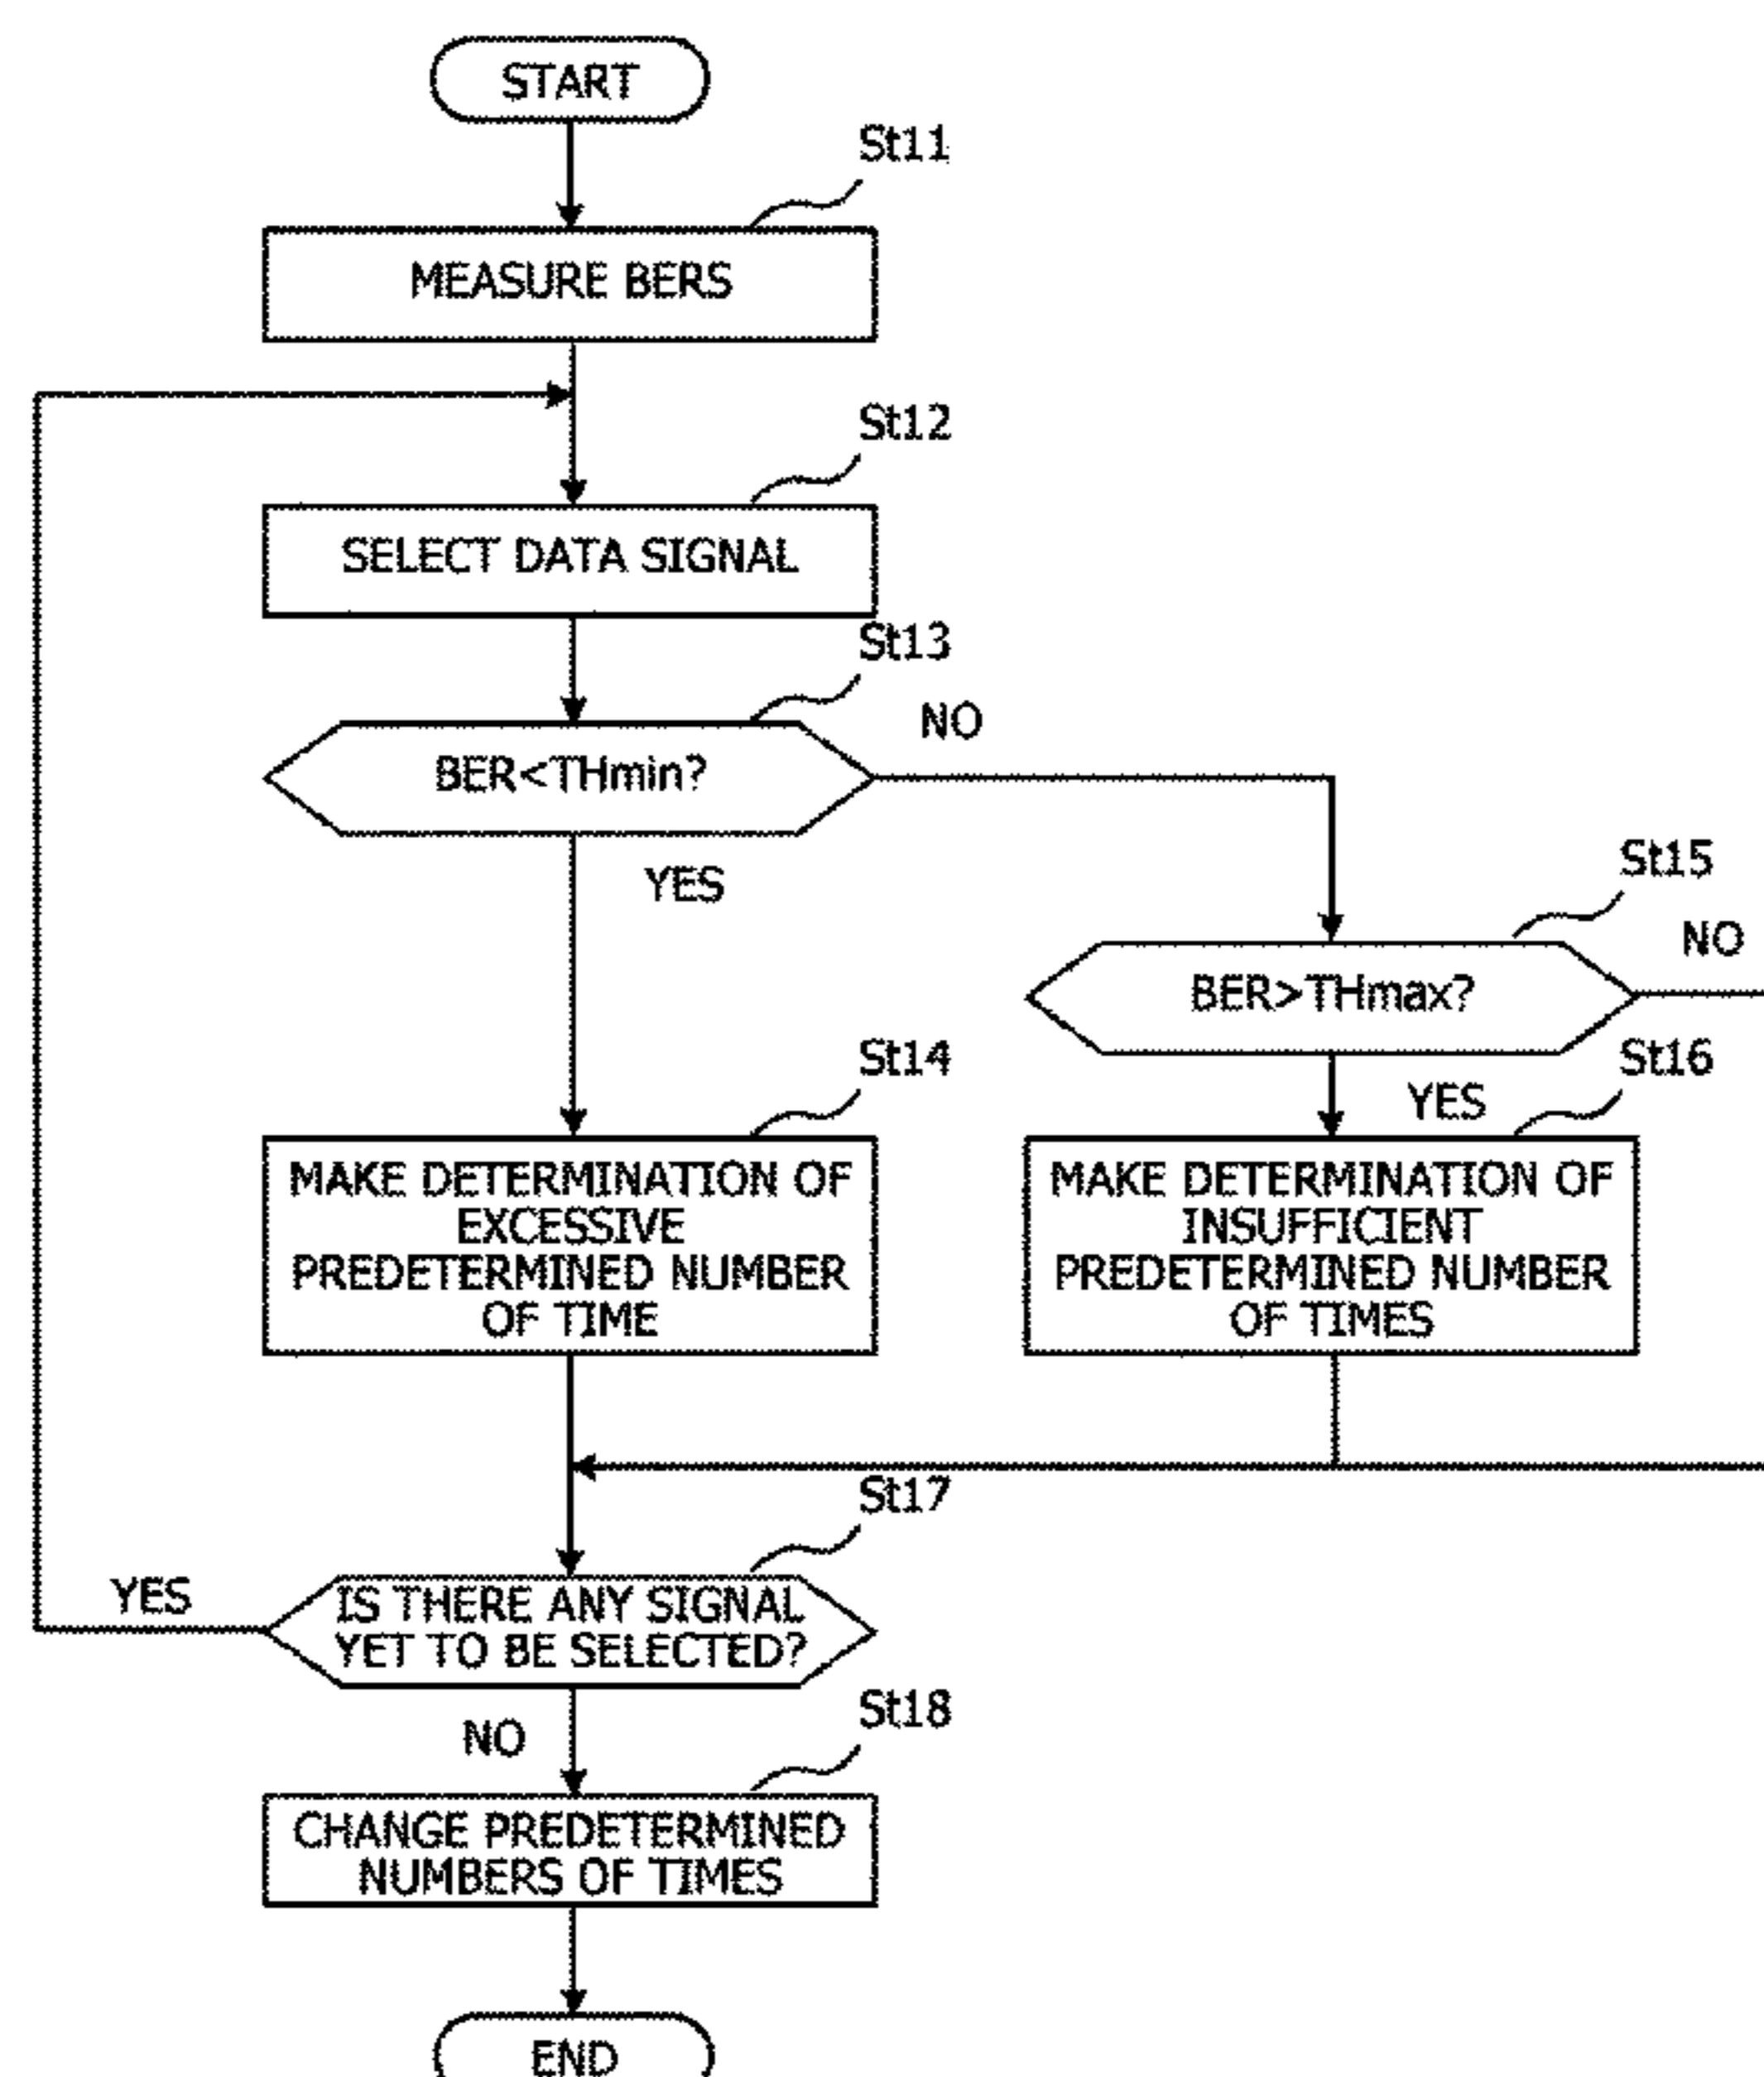 START
St11
MEASURE BERS
St12
SELECT DATA SIGNAL
St13
BER<THmin?
NO
YES
St15
BER>THmax?
NO
YES
St14
MAKE DETERMINATION OF
EXCESSIVE
PREDETERMINED NUMBER
OF TIME
St16
MAKE DETERMINATION OF
INSUFFICIENT
PREDETERMINED NUMBER
OF TIMES
St17
IS THERE ANY SIGNAL
YET TO BE SELECTED?
YES
NO
St18
CHANGE PREDETERMINED
NUMBERS OF TIMES
END